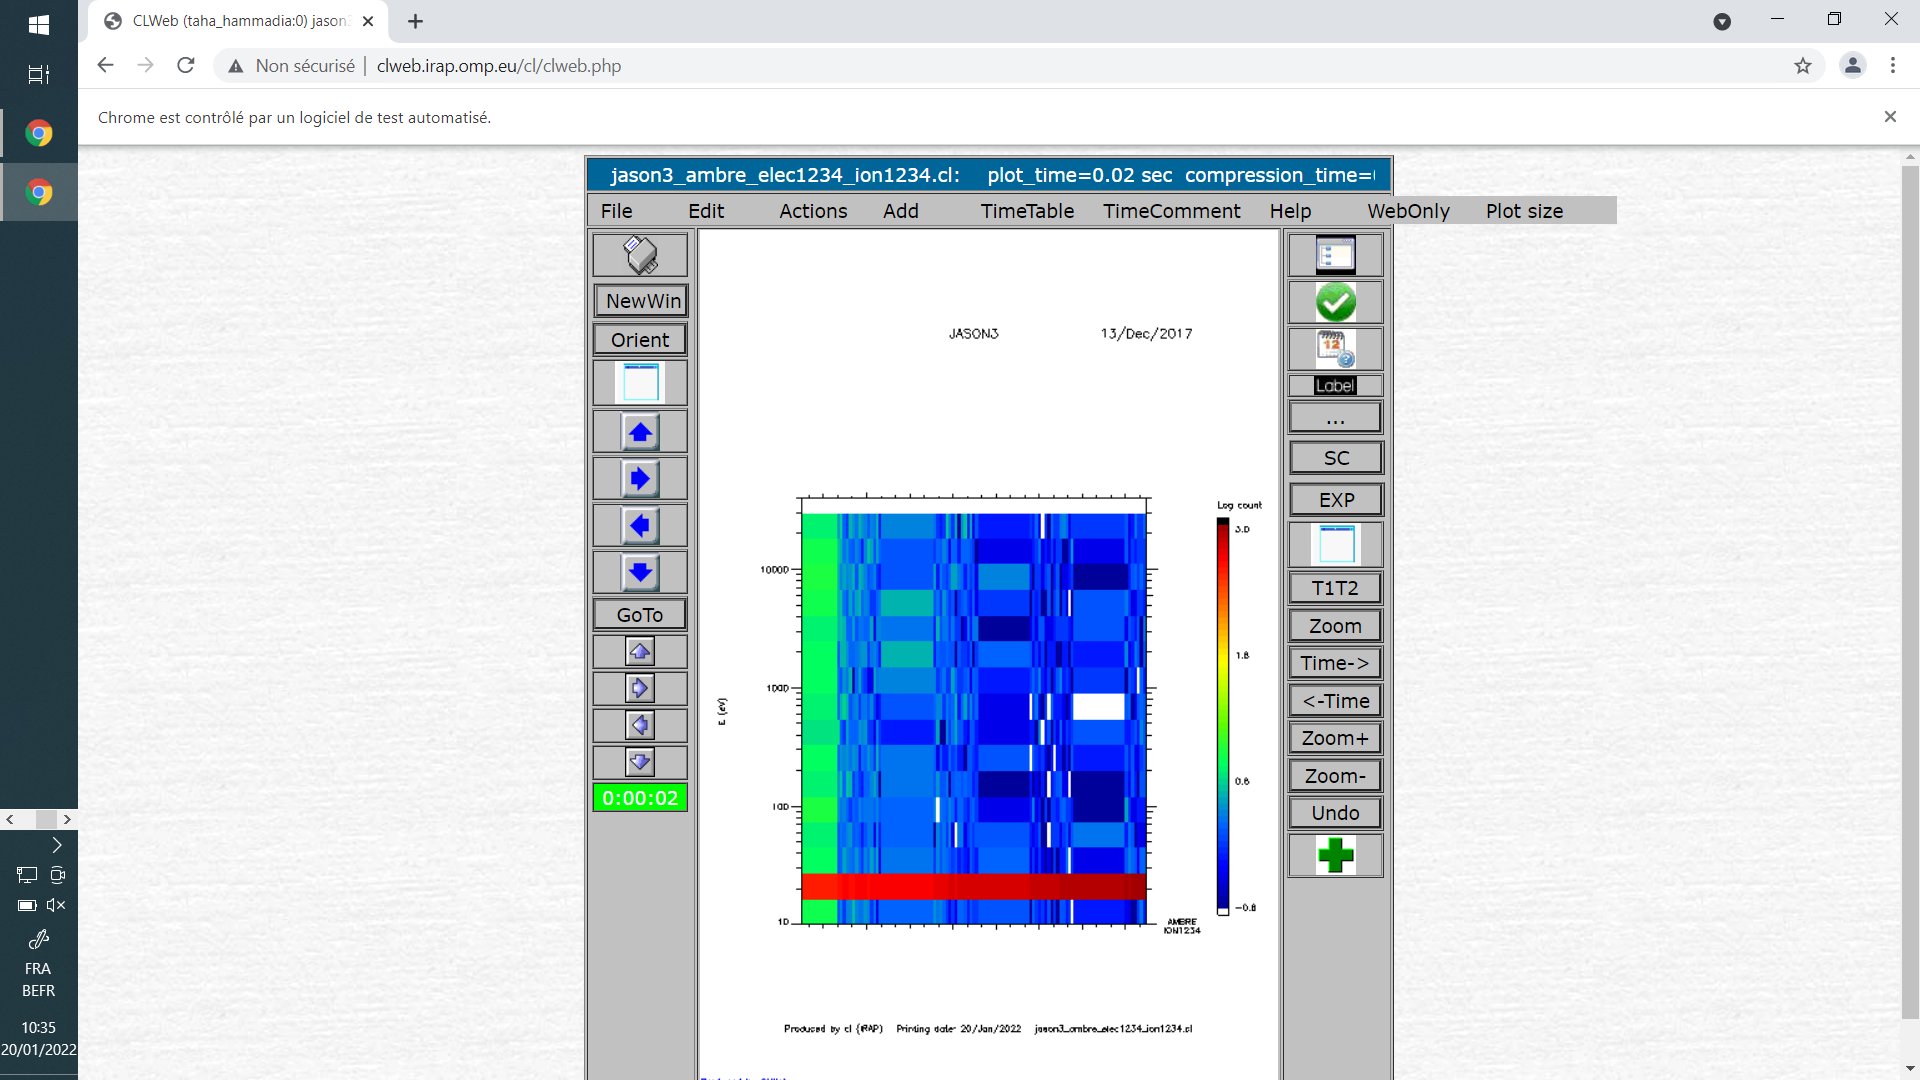 CLWeb (taha_hammadia:0) jason3
Non sécurisé | clweb.irap.omp.eu/cl/clweb.php
Chrome est contrôlé par un logiciel de test automatisé.
jason3_ambre_elec1234_ion1234.cl: plot_time=0.02 sec compression_time=
File Edit Actions Add TimeTable TimeComment Help WebOnly Plot size
NewWin
Orient
GoTo
0:00:02
JASON3 13/Dec/2017
Log count
3.0
1.8
0.6
-0.8
10000
1000
100
10
E (eV)
AMBRE
ION1234
Produced by cl (IRAP) Printing date: 20/Jan/2022 jason3_ambre_elec1234_ion1234.cl
12
Label
...
SC
EXP
T1T2
Zoom
Time->
<-Time
Zoom+
Zoom-
Undo
FRA
BEFR
10:35
20/01/2022